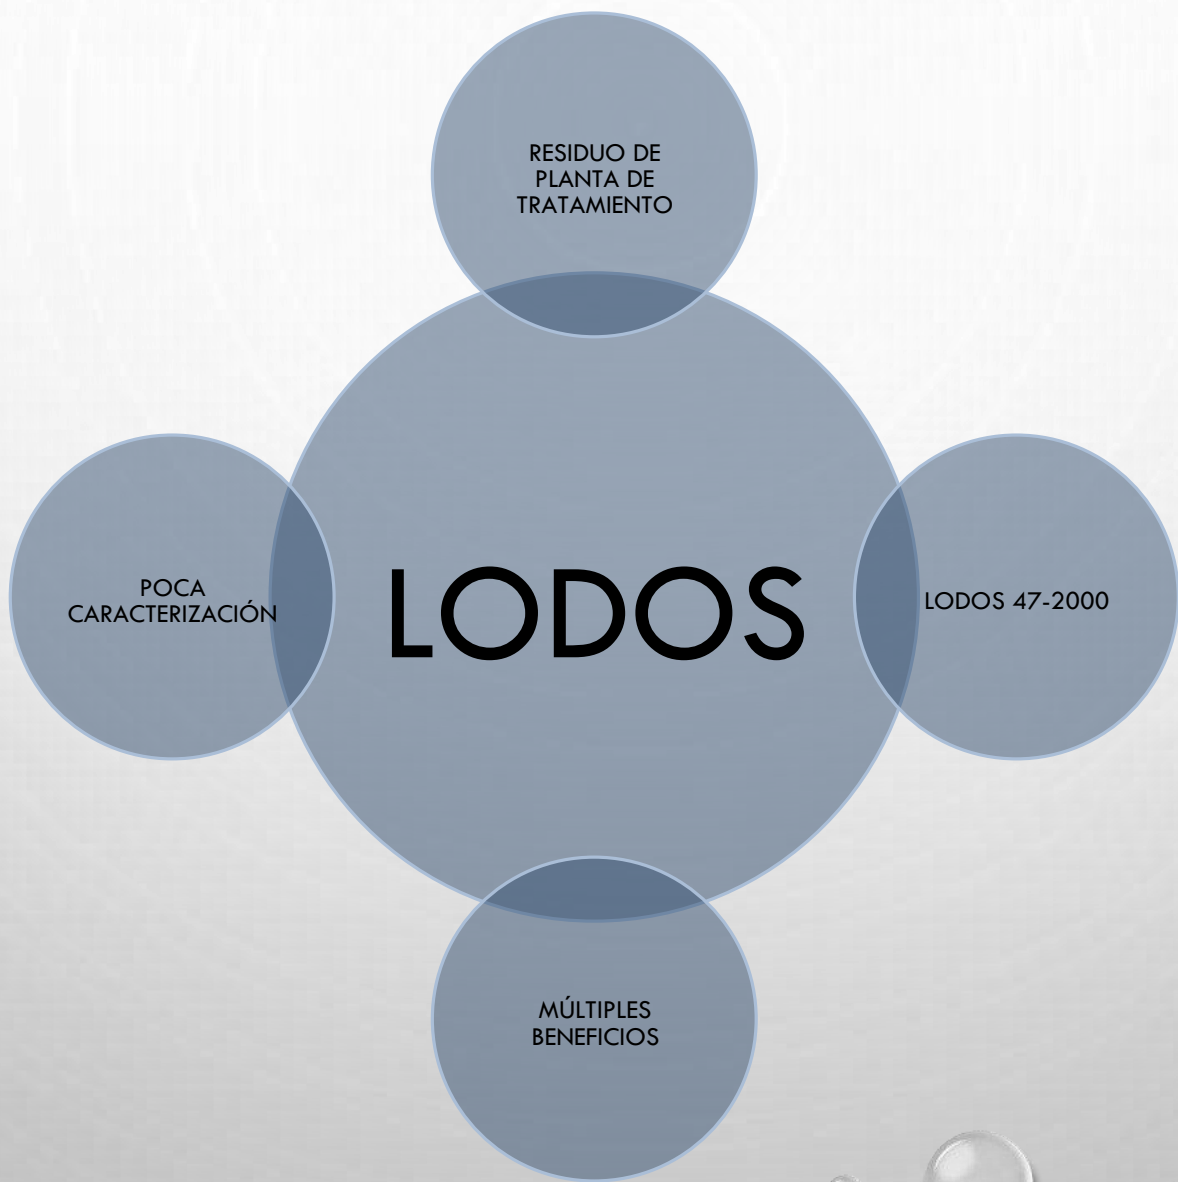 RESIDUO DE
PLANTA DE
TRATAMIENTO
POCA
CARACTERIZACIÓN
LODOS
LODOS 47-2000
MÚLTIPLES
BENEFICIOS